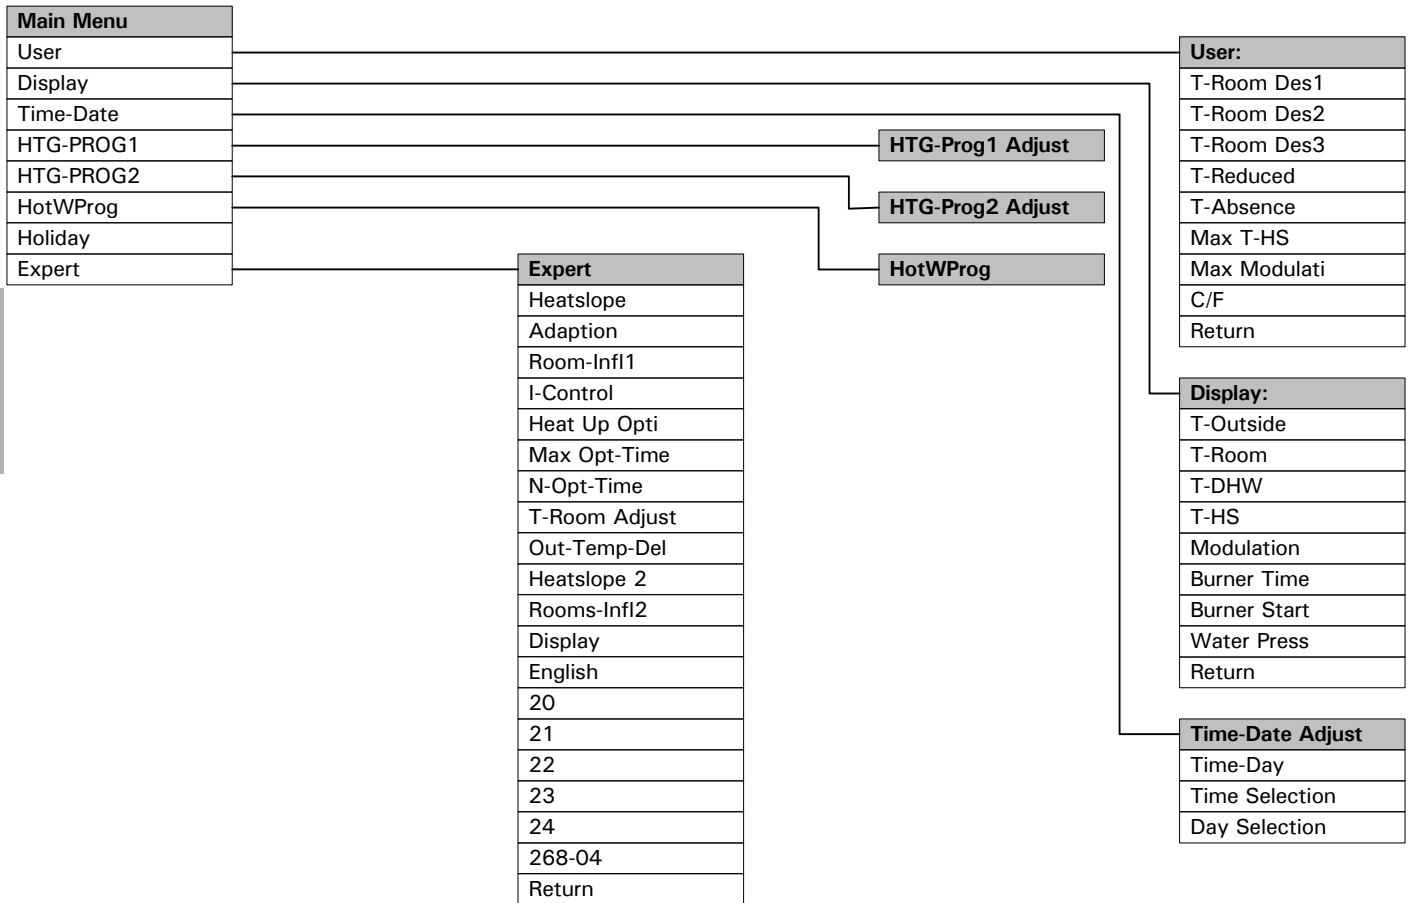 Main Menu
User
Display
Time-Date
HTG-PROG1
HTG-PROG2
HotWProg
Holiday
Expert
Expert
Heatslope
Adaption
Room-Infl1
I-Control
Heat Up Opti
Max Opt-Time
N-Opt-Time
T-Room Adjust
Out-Temp-Del
Heatslope 2
Rooms-Infl2
Display
English
20
21
22
23
24
268-04
Return
HTG-Prog1 Adjust
HTG-Prog2 Adjust
HotWProg
User:
T-Room Des1
T-Room Des2
T-Room Des3
T-Reduced
T-Absence
Max T-HS
Max Modulati
C/F
Return
Display:
T-Outside
T-Room
T-DHW
T-HS
Modulation
Burner Time
Burner Start
Water Press
Return
Time-Date Adjust
Time-Day
Time Selection
Day Selection